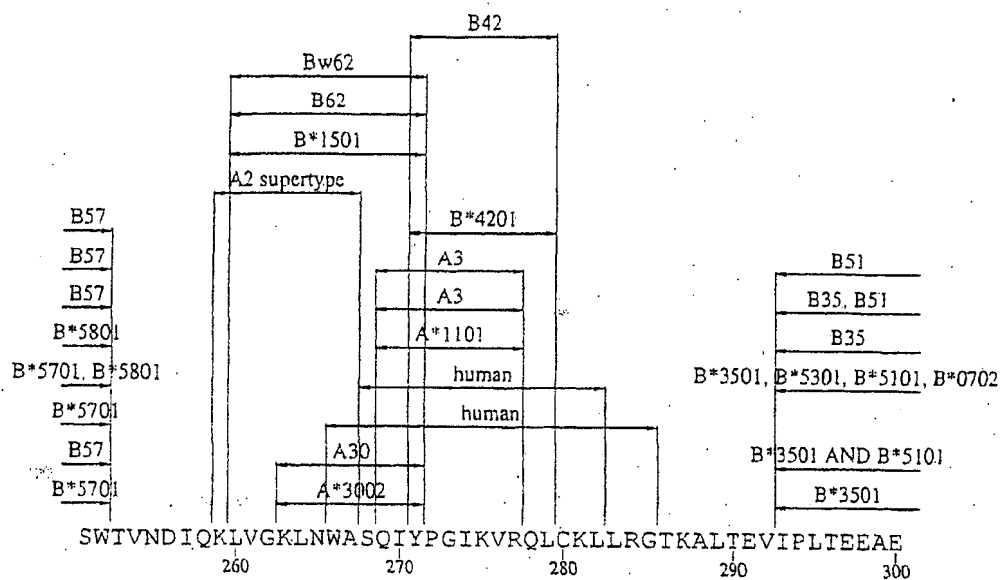 B42
Bw62
B62
B*1501
A2 supertype
B57
B*4201
B57
A3
B51
B57
A3
B35, B51
B*5801
A*1101
B35
B*5701, B*5801
human
B*3501, B*5301, B*5101, B*0702
B*5701
human
B57
A30
B*3501 AND B*5101
B*5701
A*3002
B*3501
SWTVNDIQKLVGKLNWASQIYPGIKVRQLCKLLRGTKALTEVIPLTEEAE
260 270 280 290 300